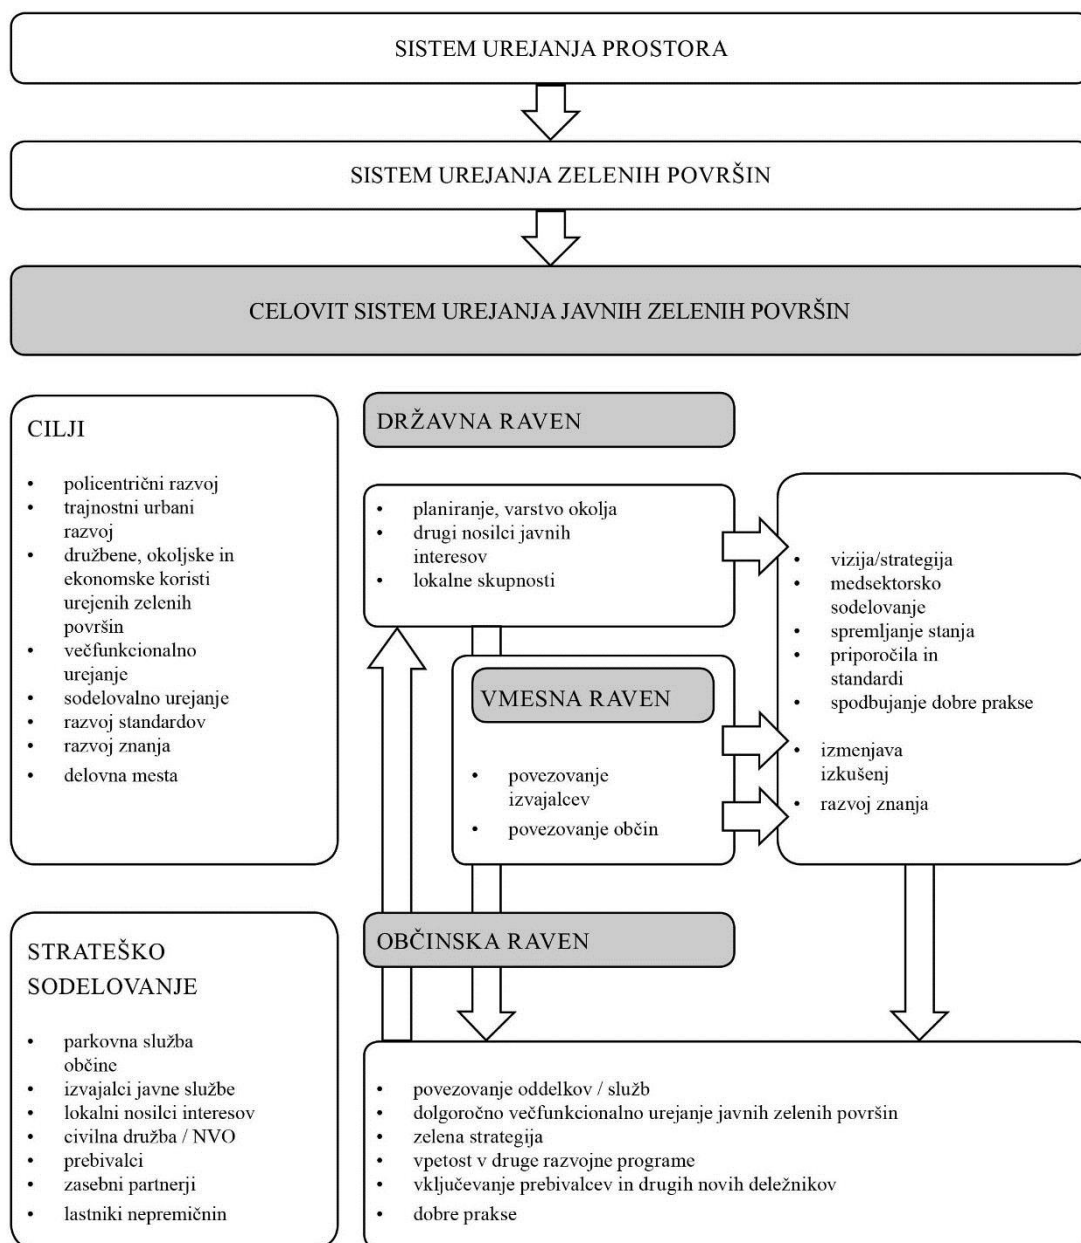 SISTEM UREJANJA PROSTORA
SISTEM UREJANJA ZELENIH POVRŠIN
CELOVIT SISTEM UREJANJA JAVNIH ZELENIH POVRŠIN
CILJI
• policentrični razvoj
• trajnostni urbani
razvoj
• družbene, okoljske in
ekonomske koristi
urejenih zelenih
površin
• večfunkcionalno
urejanje
• sodelovalno urejanje
• razvoj standardov
• razvoj znanja
• delovna mesta
DRŽAVNA RAVEN
• planiranje, varstvo okolja
• drugi nosilci javnih
interesov
• lokalne skupnosti
VMESNA RAVEN
• povezovanje
izvajalcev
• povezovanje občin
• vizija/strategija
• medsektorsko
sodelovanje
• spremljanje stanja
• priporočila in
standardi
• spodbujanje dobre prakse
• izmenjava
izkušenj
• razvoj znanja
STRATEŠKO
SODELOVANJE
• parkovna služba
občine
• izvajalci javne službe
• lokalni nosilci interesov
• civilna družba / NVO
• prebivalci
• zasebni partnerji
• lastniki nepremičnin
OBČINSKA RAVEN
• povezovanje oddelkov / služb
• dolgoročno večfunkcionalno urejanje javnih zelenih površin
• zelena strategija
• vpetost v druge razvojne programe
• vključevanje prebivalcev in drugih novih deležnikov
• dobre prakse